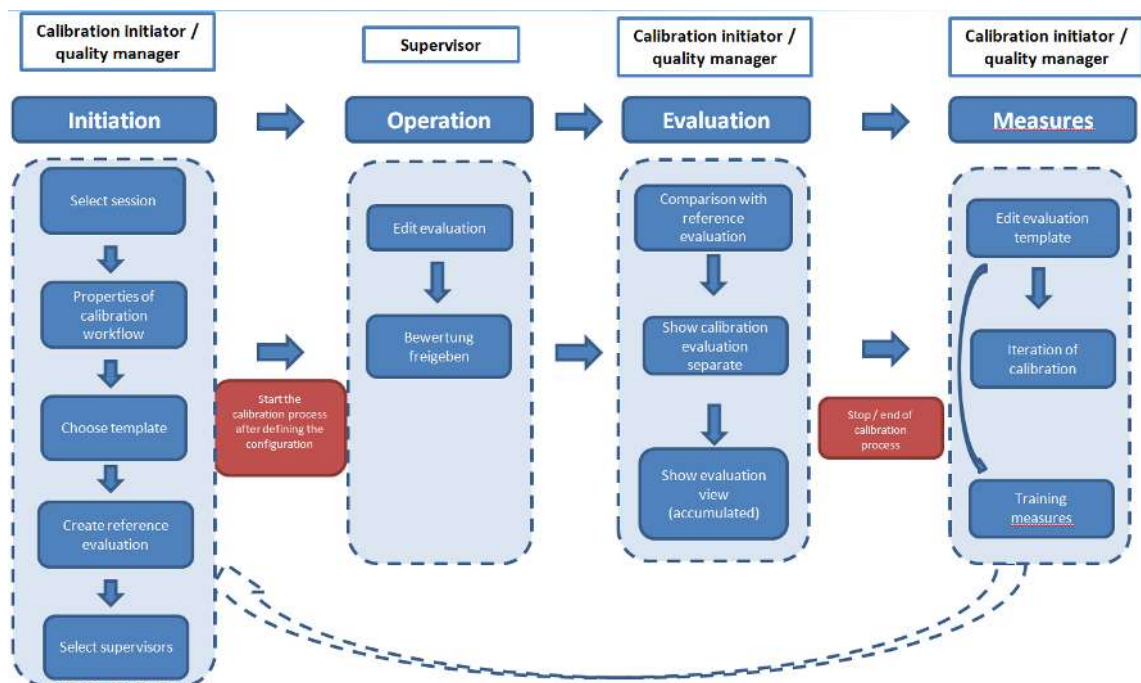 Calibration initiator /
quality manager
Supervisor
Calibration initiator /
quality manager
Calibration initiator /
quality manager
Initiation
Operation
Evaluation
Measures
Select session
Properties of
calibration
workflow
Choose template
Create reference
evaluation
Select supervisors
Start the
calibration process
after defining the
configuration
Edit evaluation
Bewertung
freigeben
Comparison with
reference
evaluation
Show calibration
evaluation
separate
Show evaluation
view
(accumulated)
Stop / end of
calibration
process
Edit evaluation
template
Iteration of
calibration
Training
measures